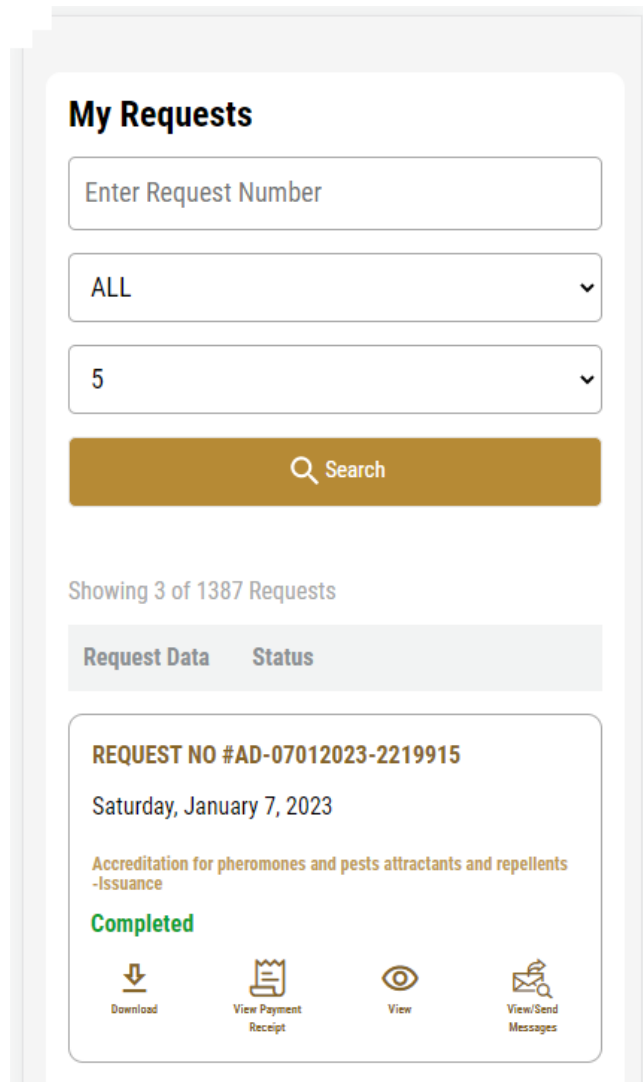 My Requests
Enter Request Number
ALL
5
Search
Showing 3 of 1387 Requests
Request Data Status
REQUEST NO #AD-07012023-2219915
Saturday, January 7, 2023
Accreditation for pheromones and pests attractants and repellents
-Issuance
Completed
Download View Payment View View/Send
Receipt Messages